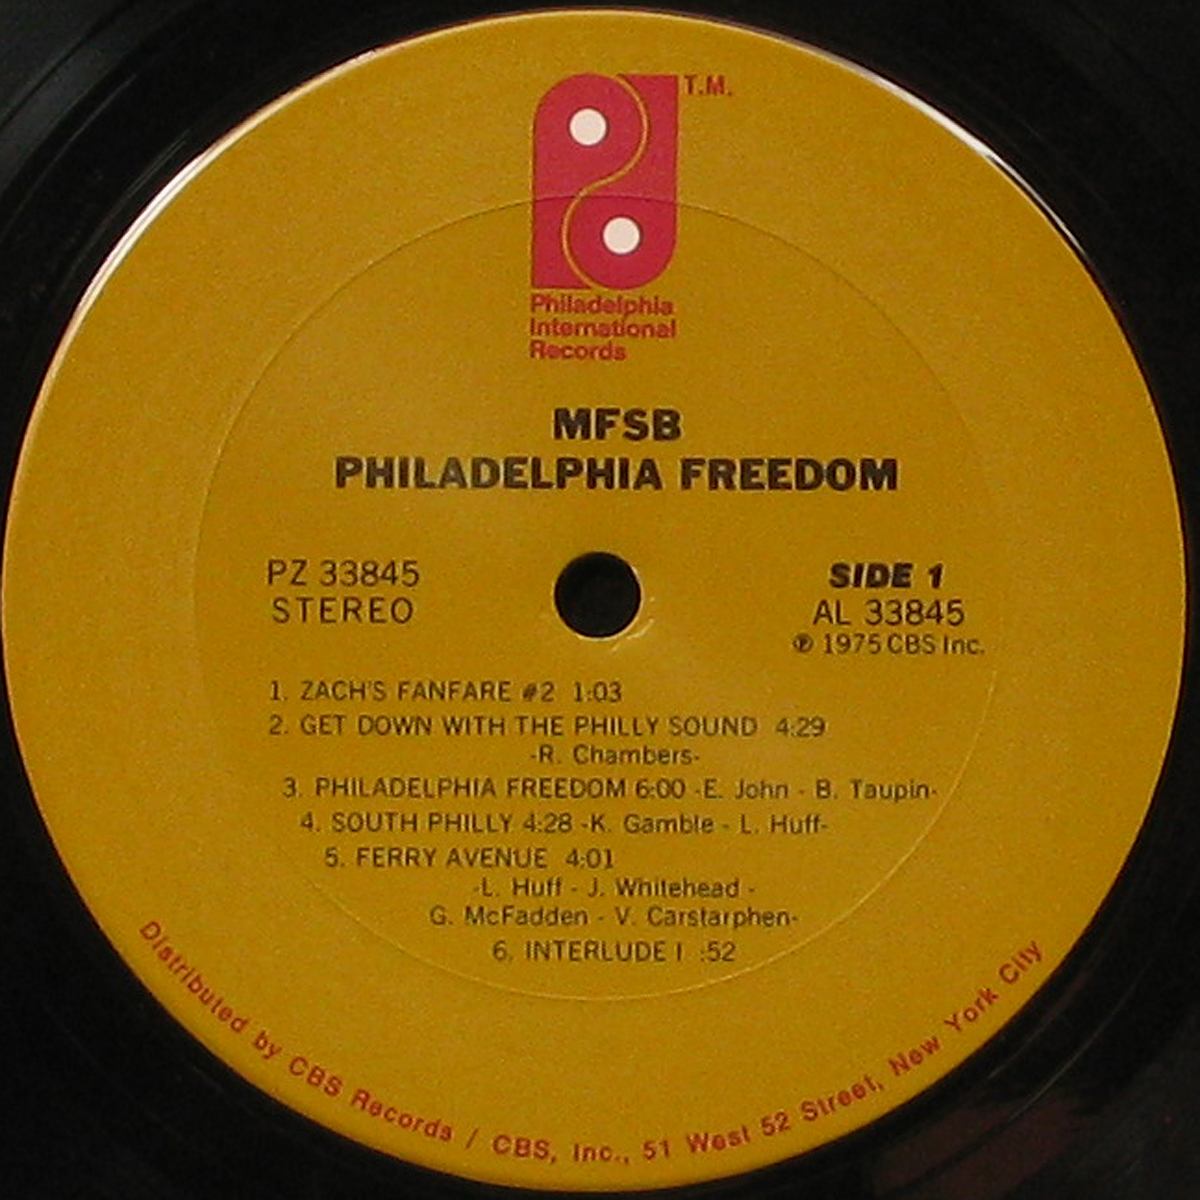 T.M.
Philadelphia
International
Records
MFSB
PHILADELPHIA FREEDOM
PZ 33845
STEREO
SIDE 1
AL 33845
℗ 1975 CBS Inc.
1. ZACH'S FANFARE #2 1:03
2. GET DOWN WITH THE PHILLY SOUND 4:29
-R. Chambers-
3. PHILADELPHIA FREEDOM 6:00 -E. John - B. Taupin-
4. SOUTH PHILLY 4:28 -K. Gamble - L. Huff-
5. FERRY AVENUE 4:01
-L. Huff - J. Whitehead -
G. McFadden - V. Carstarphen-
6. INTERLUDE I :52
Distributed by CBS Records / CBS, Inc., 51 West 52 Street, New York City